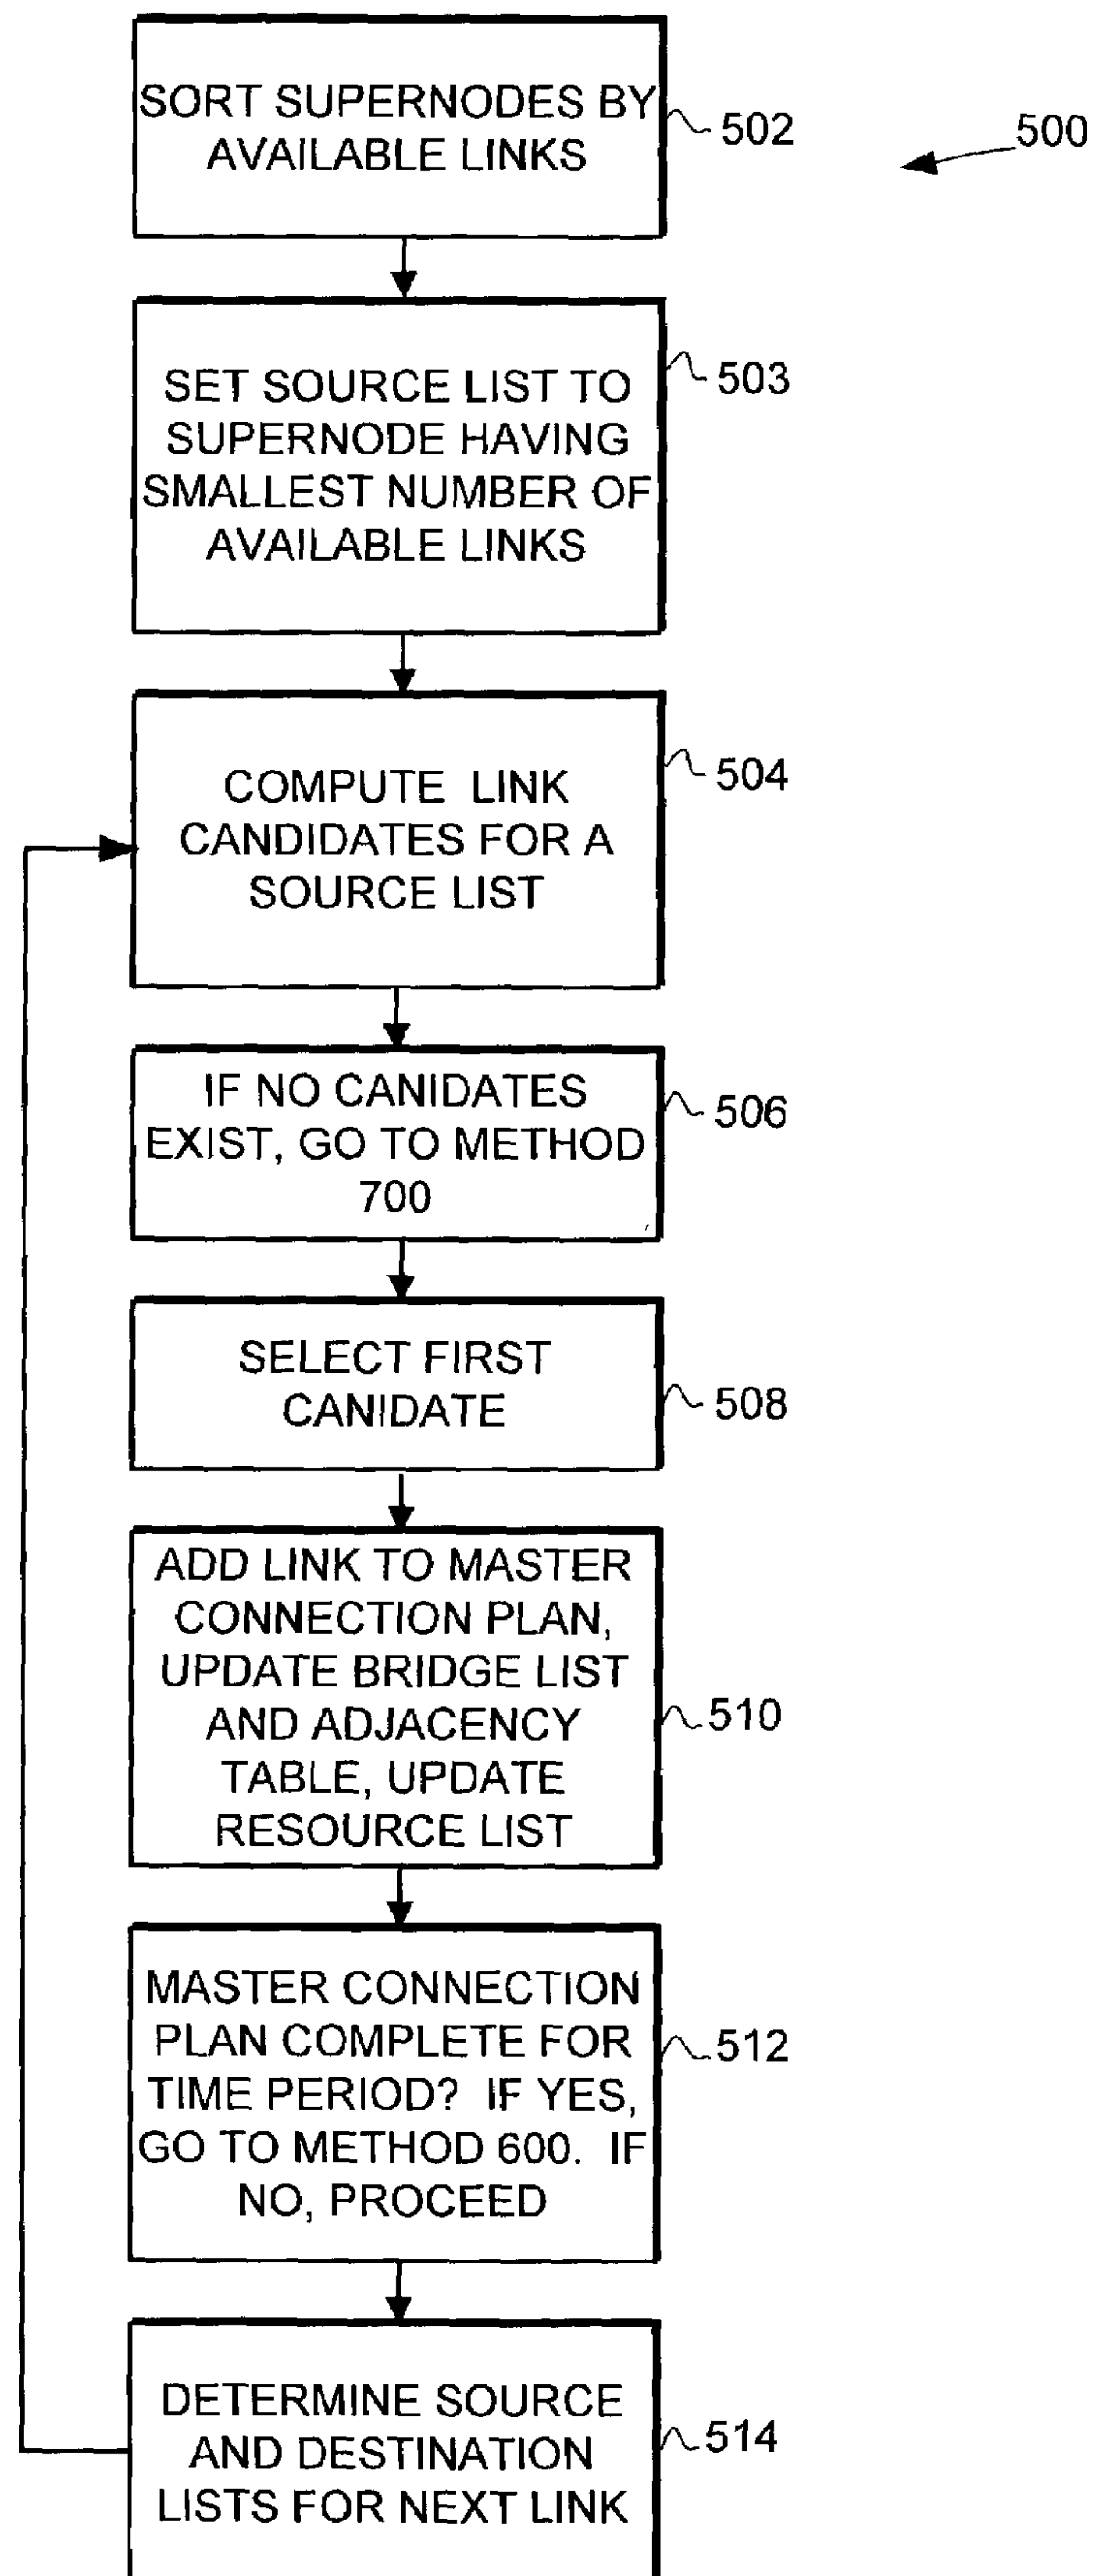 SORT SUPERNODES BY
AVAILABLE LINKS
502
500
SET SOURCE LIST TO
SUPERNODE HAVING
SMALLEST NUMBER OF
AVAILABLE LINKS
503
COMPUTE LINK
CANDIDATES FOR A
SOURCE LIST
504
IF NO CANIDATES
EXIST, GO TO METHOD
700
506
SELECT FIRST
CANIDATE
508
ADD LINK TO MASTER
CONNECTION PLAN,
UPDATE BRIDGE LIST
AND ADJACENCY
TABLE, UPDATE
RESOURCE LIST
510
MASTER CONNECTION
PLAN COMPLETE FOR
TIME PERIOD? IF YES,
GO TO METHOD 600. IF
NO, PROCEED
512
DETERMINE SOURCE
AND DESTINATION
LISTS FOR NEXT LINK
514